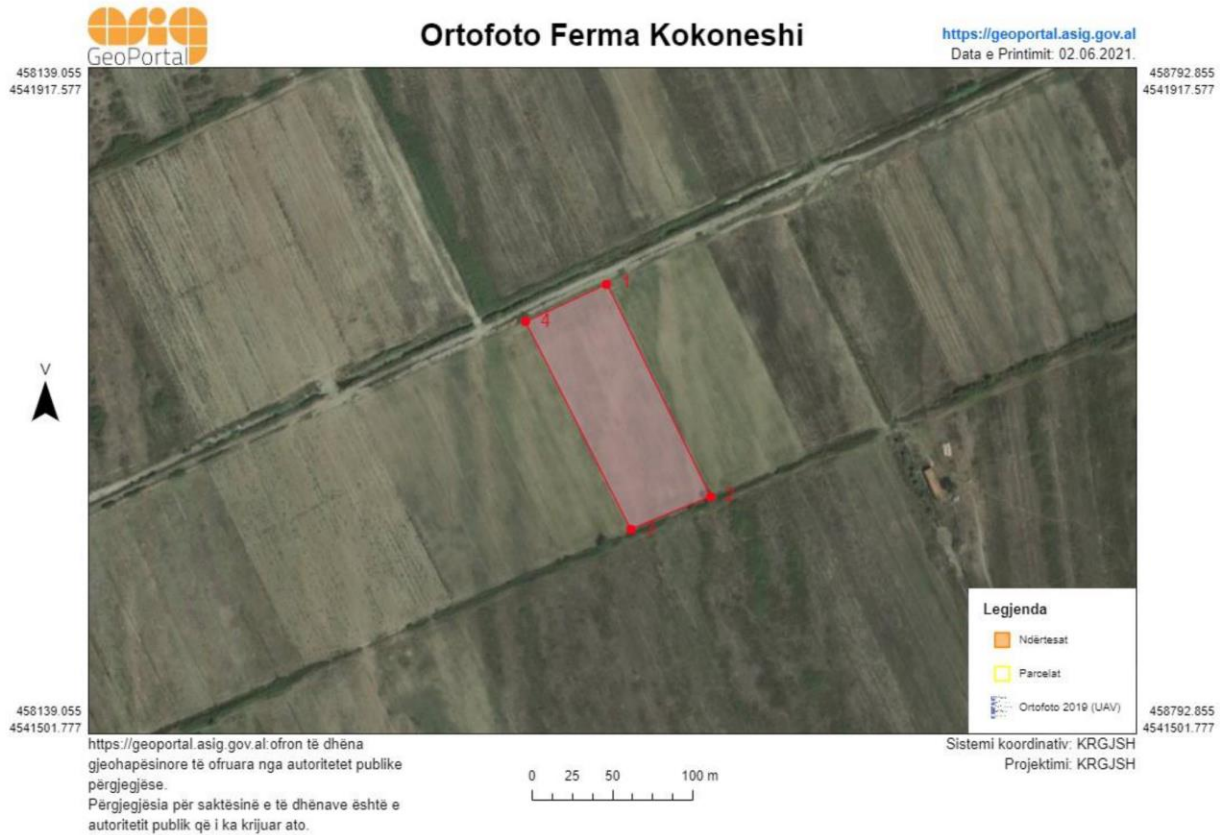 asig
GeoPortal
Ortofoto Ferma Kokoneshi
https://geoportal.asig.gov.al
Data e Printimit: 02.06.2021.
458139.055
4541917.577
458792.855
4541917.577
1
4
V
2
3
Legjenda
Ndërtesat
Parcelat
Ortofoto 2019 (UAV)
458139.055
4541501.777
458792.855
4541501.777
https://geoportal.asig.gov.al:ofron të dhëna
gjeohapësinore të ofruara nga autoritetet publike
përgjegjëse.
Përgjegjësia për saktësinë e të dhënave është e
autoritetit publik që i ka krijuar ato.
0 25 50 100 m
Sistemi koordinativ: KRGJSH
Projektimi: KRGJSH